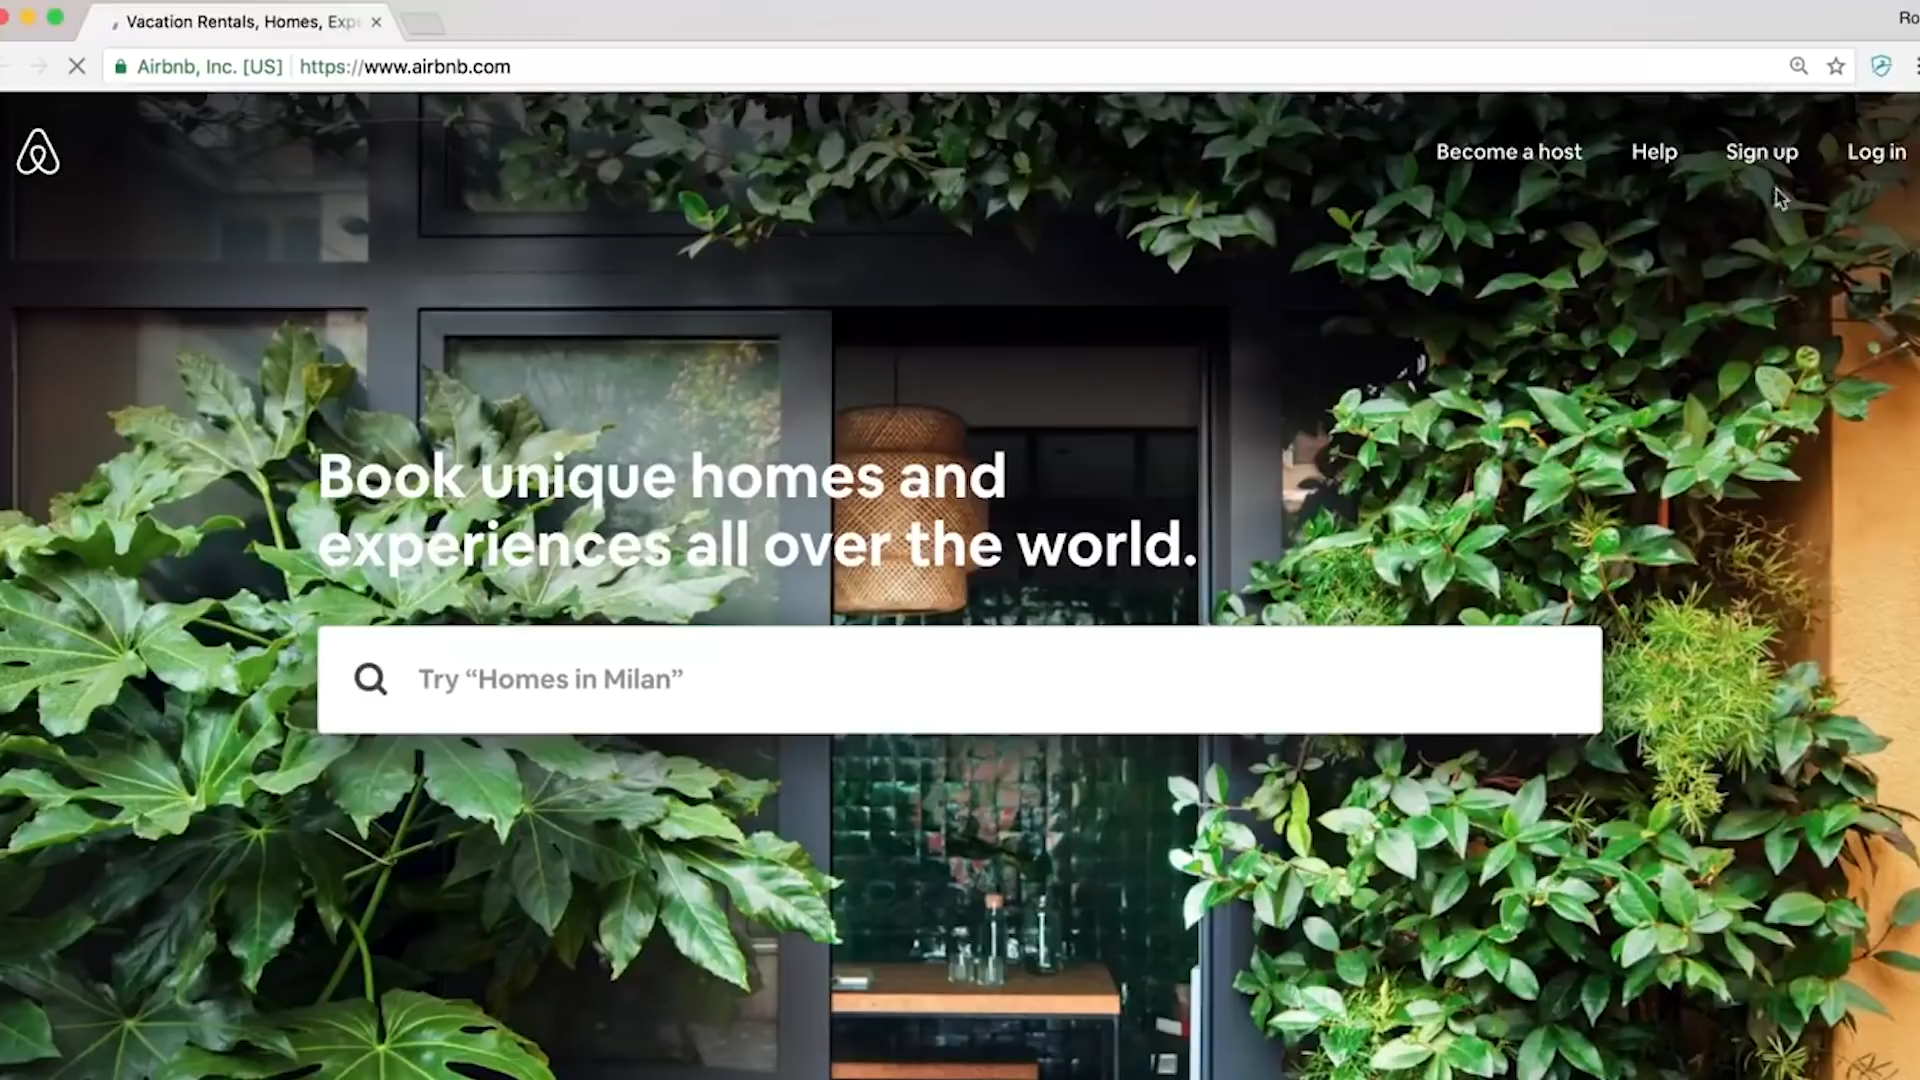 Vacation Rentals, Homes, Exp
Ro
Airbnb, Inc. [US] https://www.airbnb.com
Become a host Help Sign up Log in
Book unique homes and
experiences all over the world.
Try “Homes in Milan”